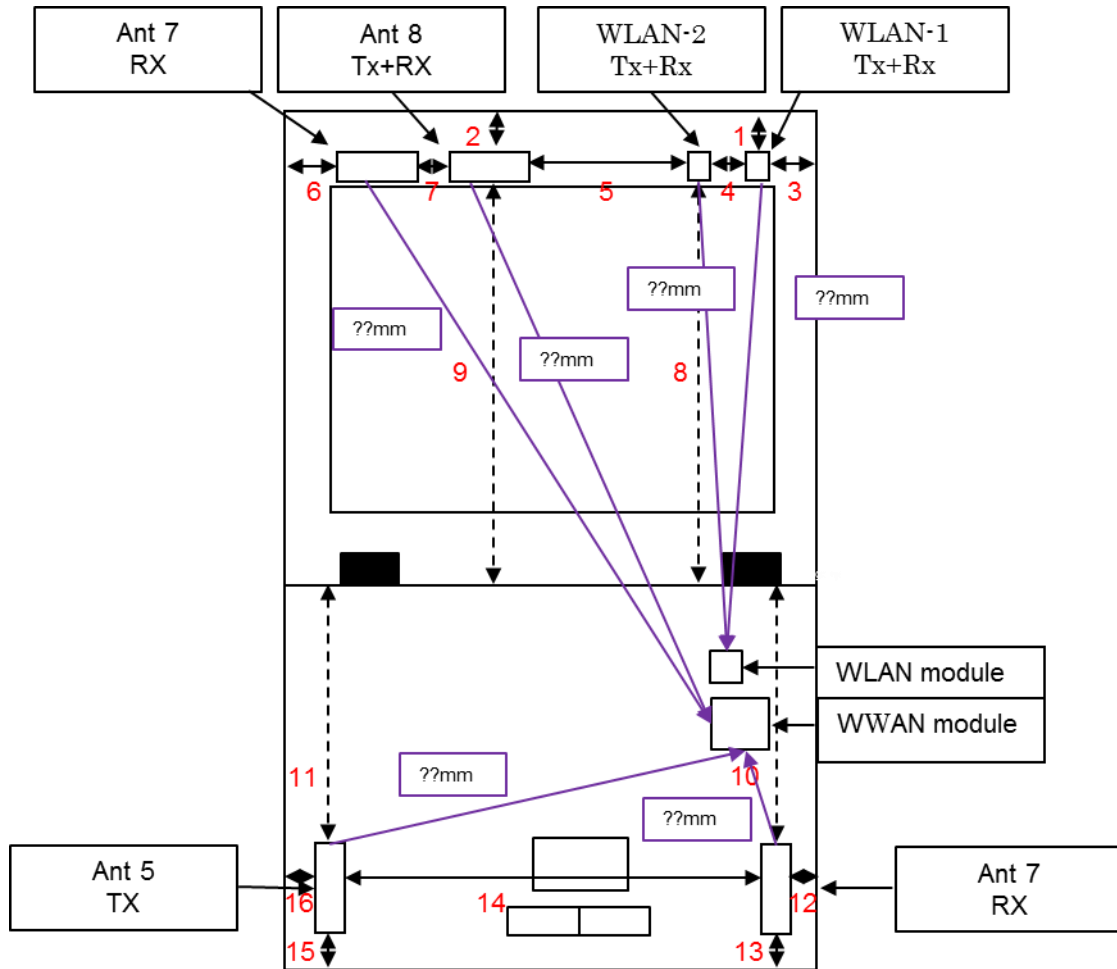 Ant 7
RX
Ant 8
Tx+RX
WLAN-2
Tx+Rx
WLAN-1
Tx+Rx
2
1
6
7
5
4
3
??mm
??mm
??mm
??mm
9
8
WLAN module
WWAN module
10
11
??mm
??mm
Ant 5
TX
16
14
12
Ant 7
RX
15
13